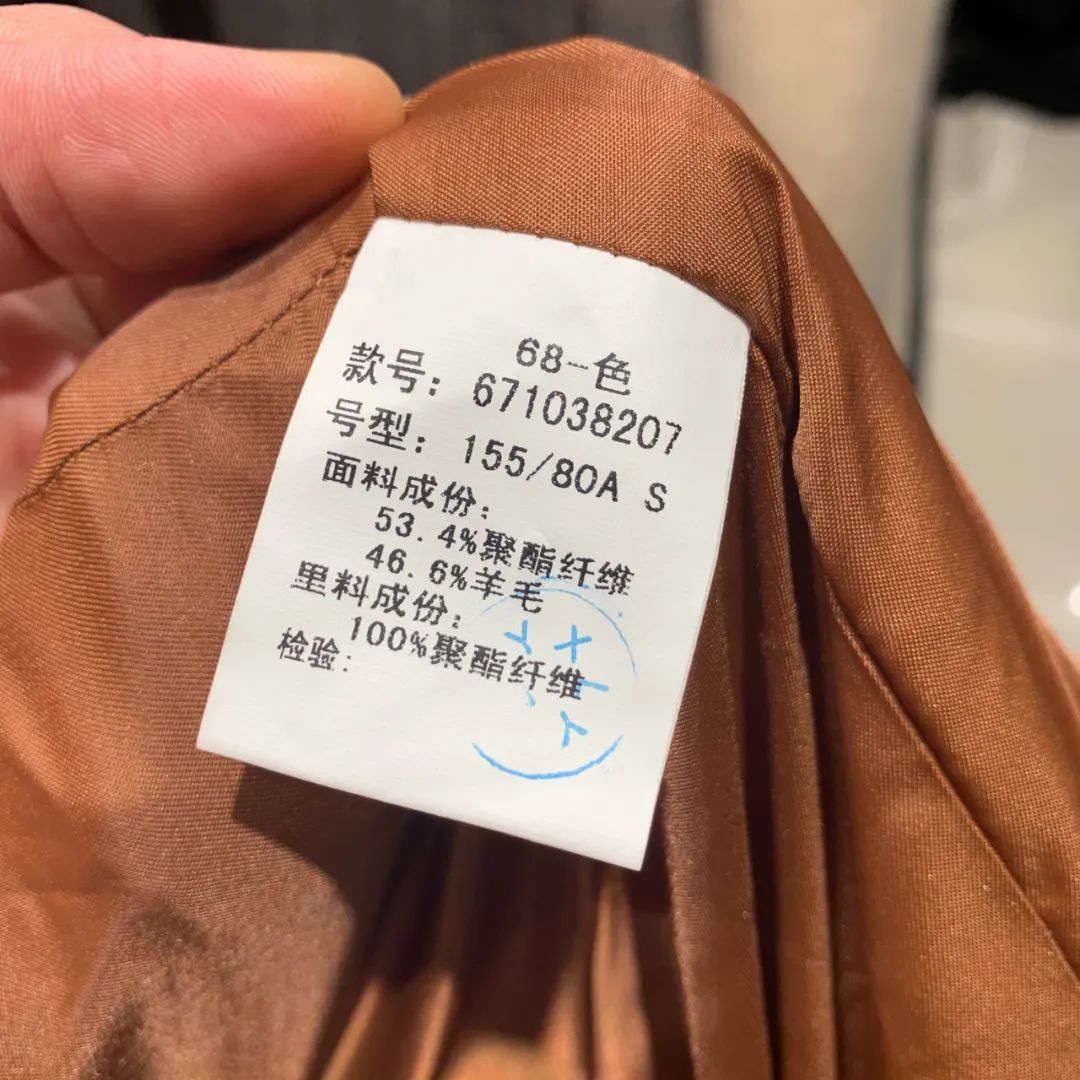 68--色
款号: 671038207
号型: 155/80A S
面料成份:
53.4%聚酯纤维
46.6%羊毛
里料成份:
100%聚酯纤维
检验: